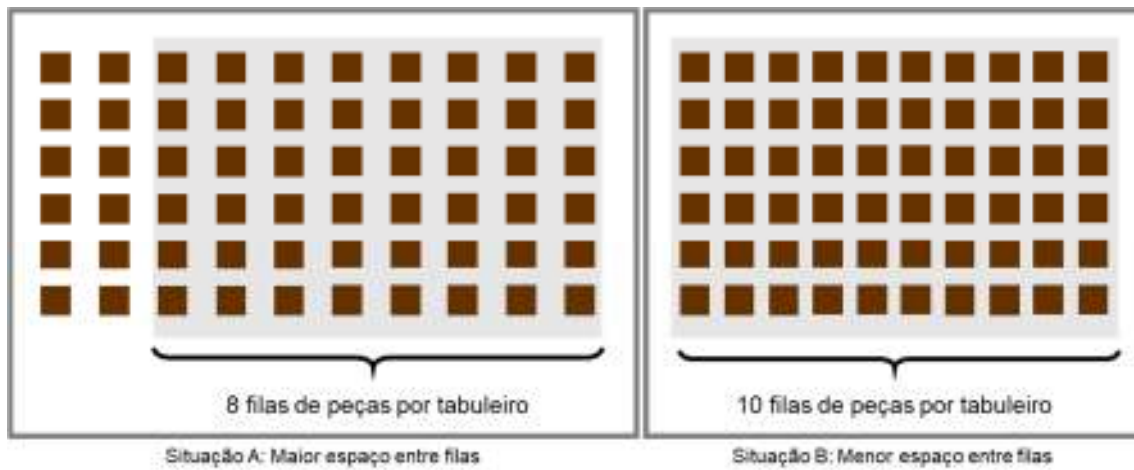 8 filas de peças por tabuleiro
10 filas de peças por tabuleiro
Situação A: Maior espaço entre filas
Situação B: Menor espaço entre filas